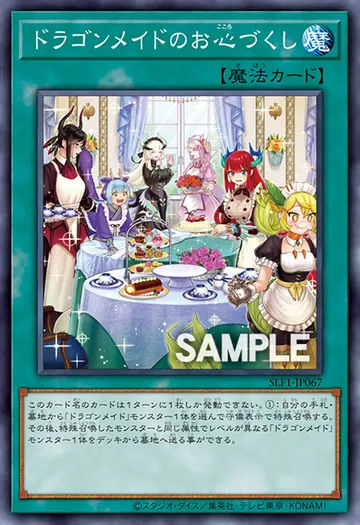 ドラゴンメイドのお心づくし
こころ
魔
【魔法カード】
まほう
SAMPLE
SLF1-JP067
このカード名のカードは1ターンに1枚しか発動できない。①:自分の手札・
墓地から「ドラゴンメイド」モンスター1体を選んで守備表示で特殊召喚する。
その後、特殊召喚したモンスターと同じ属性でレベルが異なる「ドラゴンメイド」
モンスター1体をデッキから墓地へ送る事ができる。
©スタジオ・ダイス/集英社・テレビ東京・KONAMI